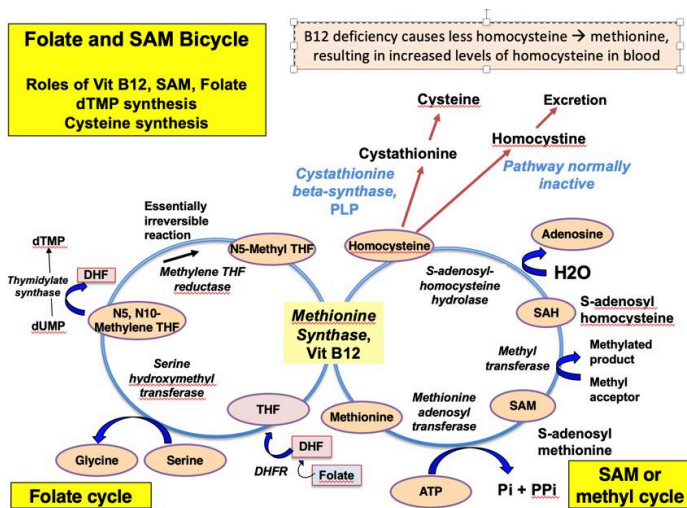 Folate and SAM Bicycle
Roles of Vit B12, SAM, Folate
dTMP synthesis
Cysteine synthesis
B12 deficiency causes less homocysteine → methionine,
resulting in increased levels of homocysteine in blood
Cysteine
Excretion
Cystathionine
Homocystine
Cystathionine
beta-synthase,
PLP
Pathway normally
inactive
Essentially
irreversible
reaction
N5-Methyl THF
Methylene THF
reductase
dTMP
DHF
Thymidylate
synthase
dUMP
N5, N10-
Methylene THF
Serine
hydroxymethyl
transferase
THF
Glycine
Serine
DHFR
DHF
Folate
Folate cycle
Methionine
Synthase,
Vit B12
Homocysteine
Adenosine
H2O
S-adenosyl-
homocysteine
hydrolase
SAH
S-adenosyl
homocysteine
Methyl
transferase
Methylated
product
Methyl
acceptor
SAM
S-adenosyl
methionine
Methionine
Methionine
adenosyl
transferase
ATP
Pi + PPi
SAM or
methyl cycle